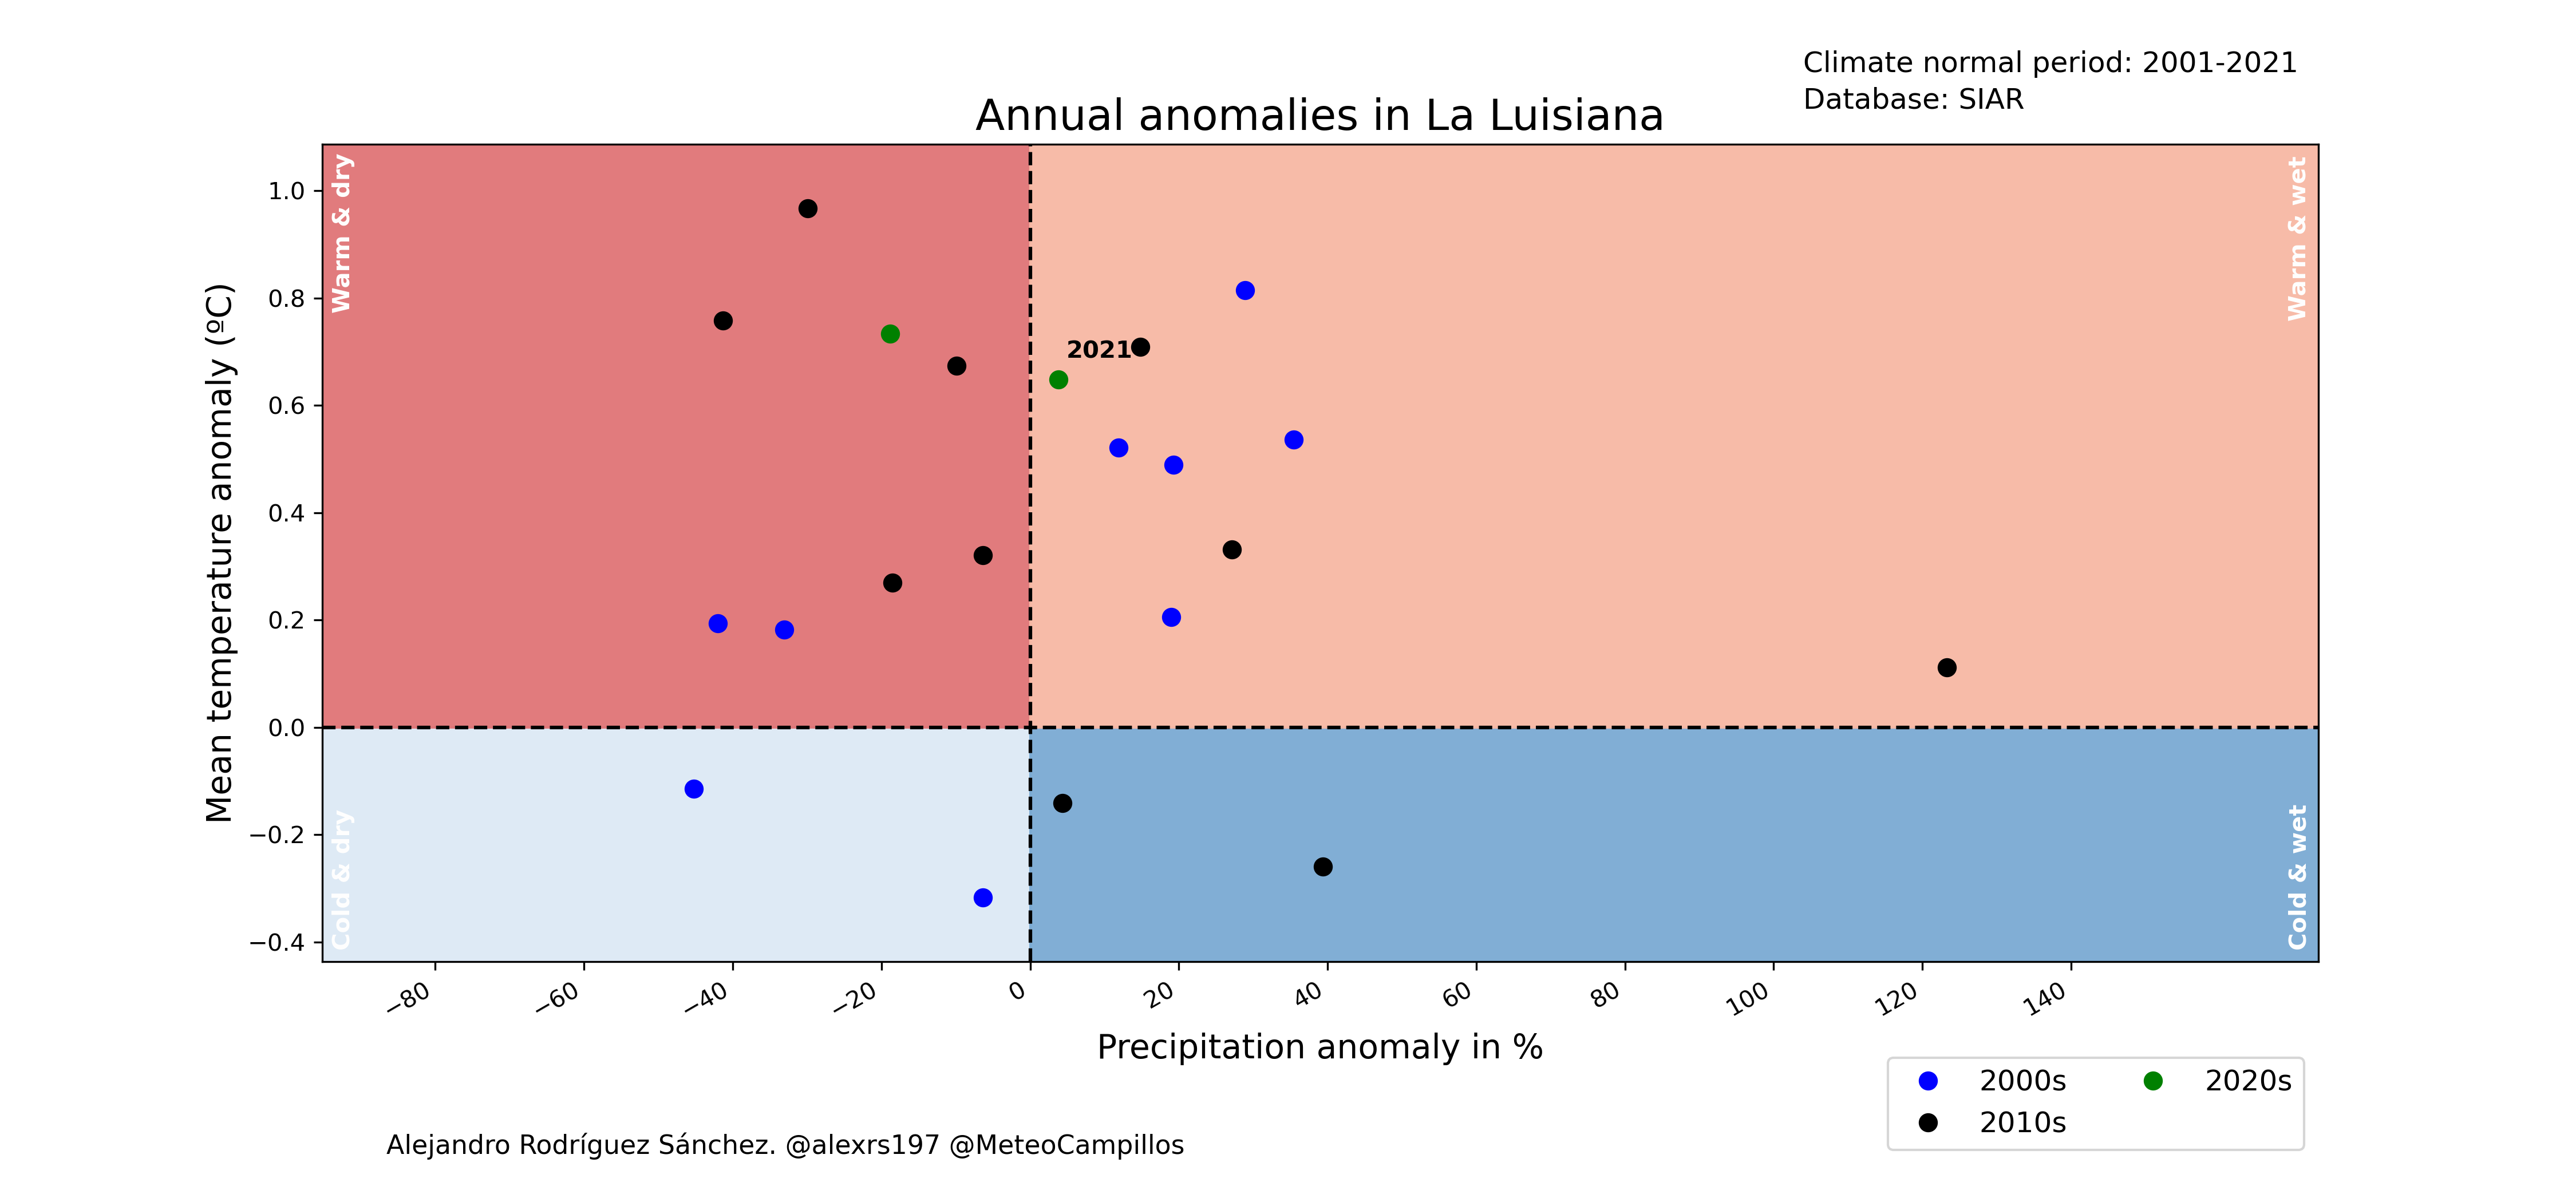 Climate normal period: 2001-2021
Database: SIAR
Annual anomalies in La Luisiana
Warm & dry
Warm & wet
1.0
0.8
0.6
0.4
0.2
0.0
−0.2
−0.4
Mean temperature anomaly (ºC)
2021
Cold & dry
Cold & wet
−80
−60
−40
−20
0
20
40
60
80
100
120
140
Precipitation anomaly in %
2000s
2020s
2010s
Alejandro Rodríguez Sánchez. @alexrs197 @MeteoCampillos